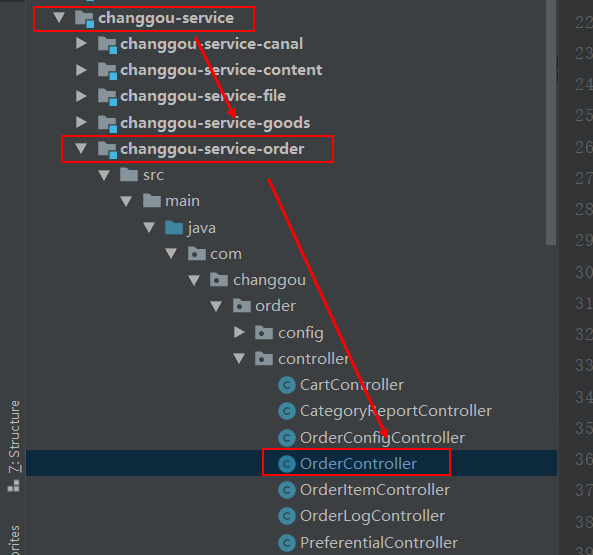 changgou-service
changgou-service-canal
changgou-service-content
changgou-service-file
changgou-service-goods
changgou-service-order
src
main
java
com
changgou
order
config
controller
CartController
CategoryReportController
OrderConfigController
OrderController
OrderItemController
OrderLogController
PreferentialController
Z: Structure
orites
22
23
24
25
26
27
28
29
30
31
32
33
34
35
36
37
38
39